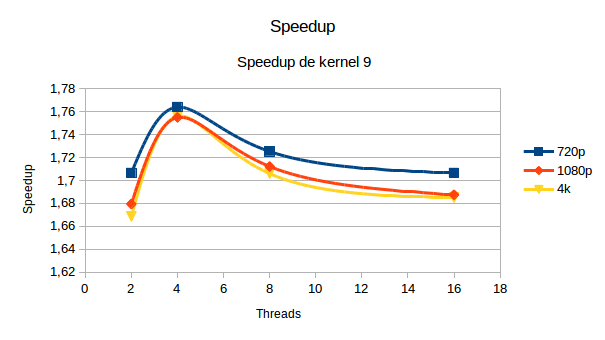 Speedup
Speedup de kernel 9
1,78
1,76
1,74
1,72
1,7
1,68
1,66
1,64
1,62
Speedup
0 2 4 6 8 10 12 14 16 18
Threads
720p
1080p
4k